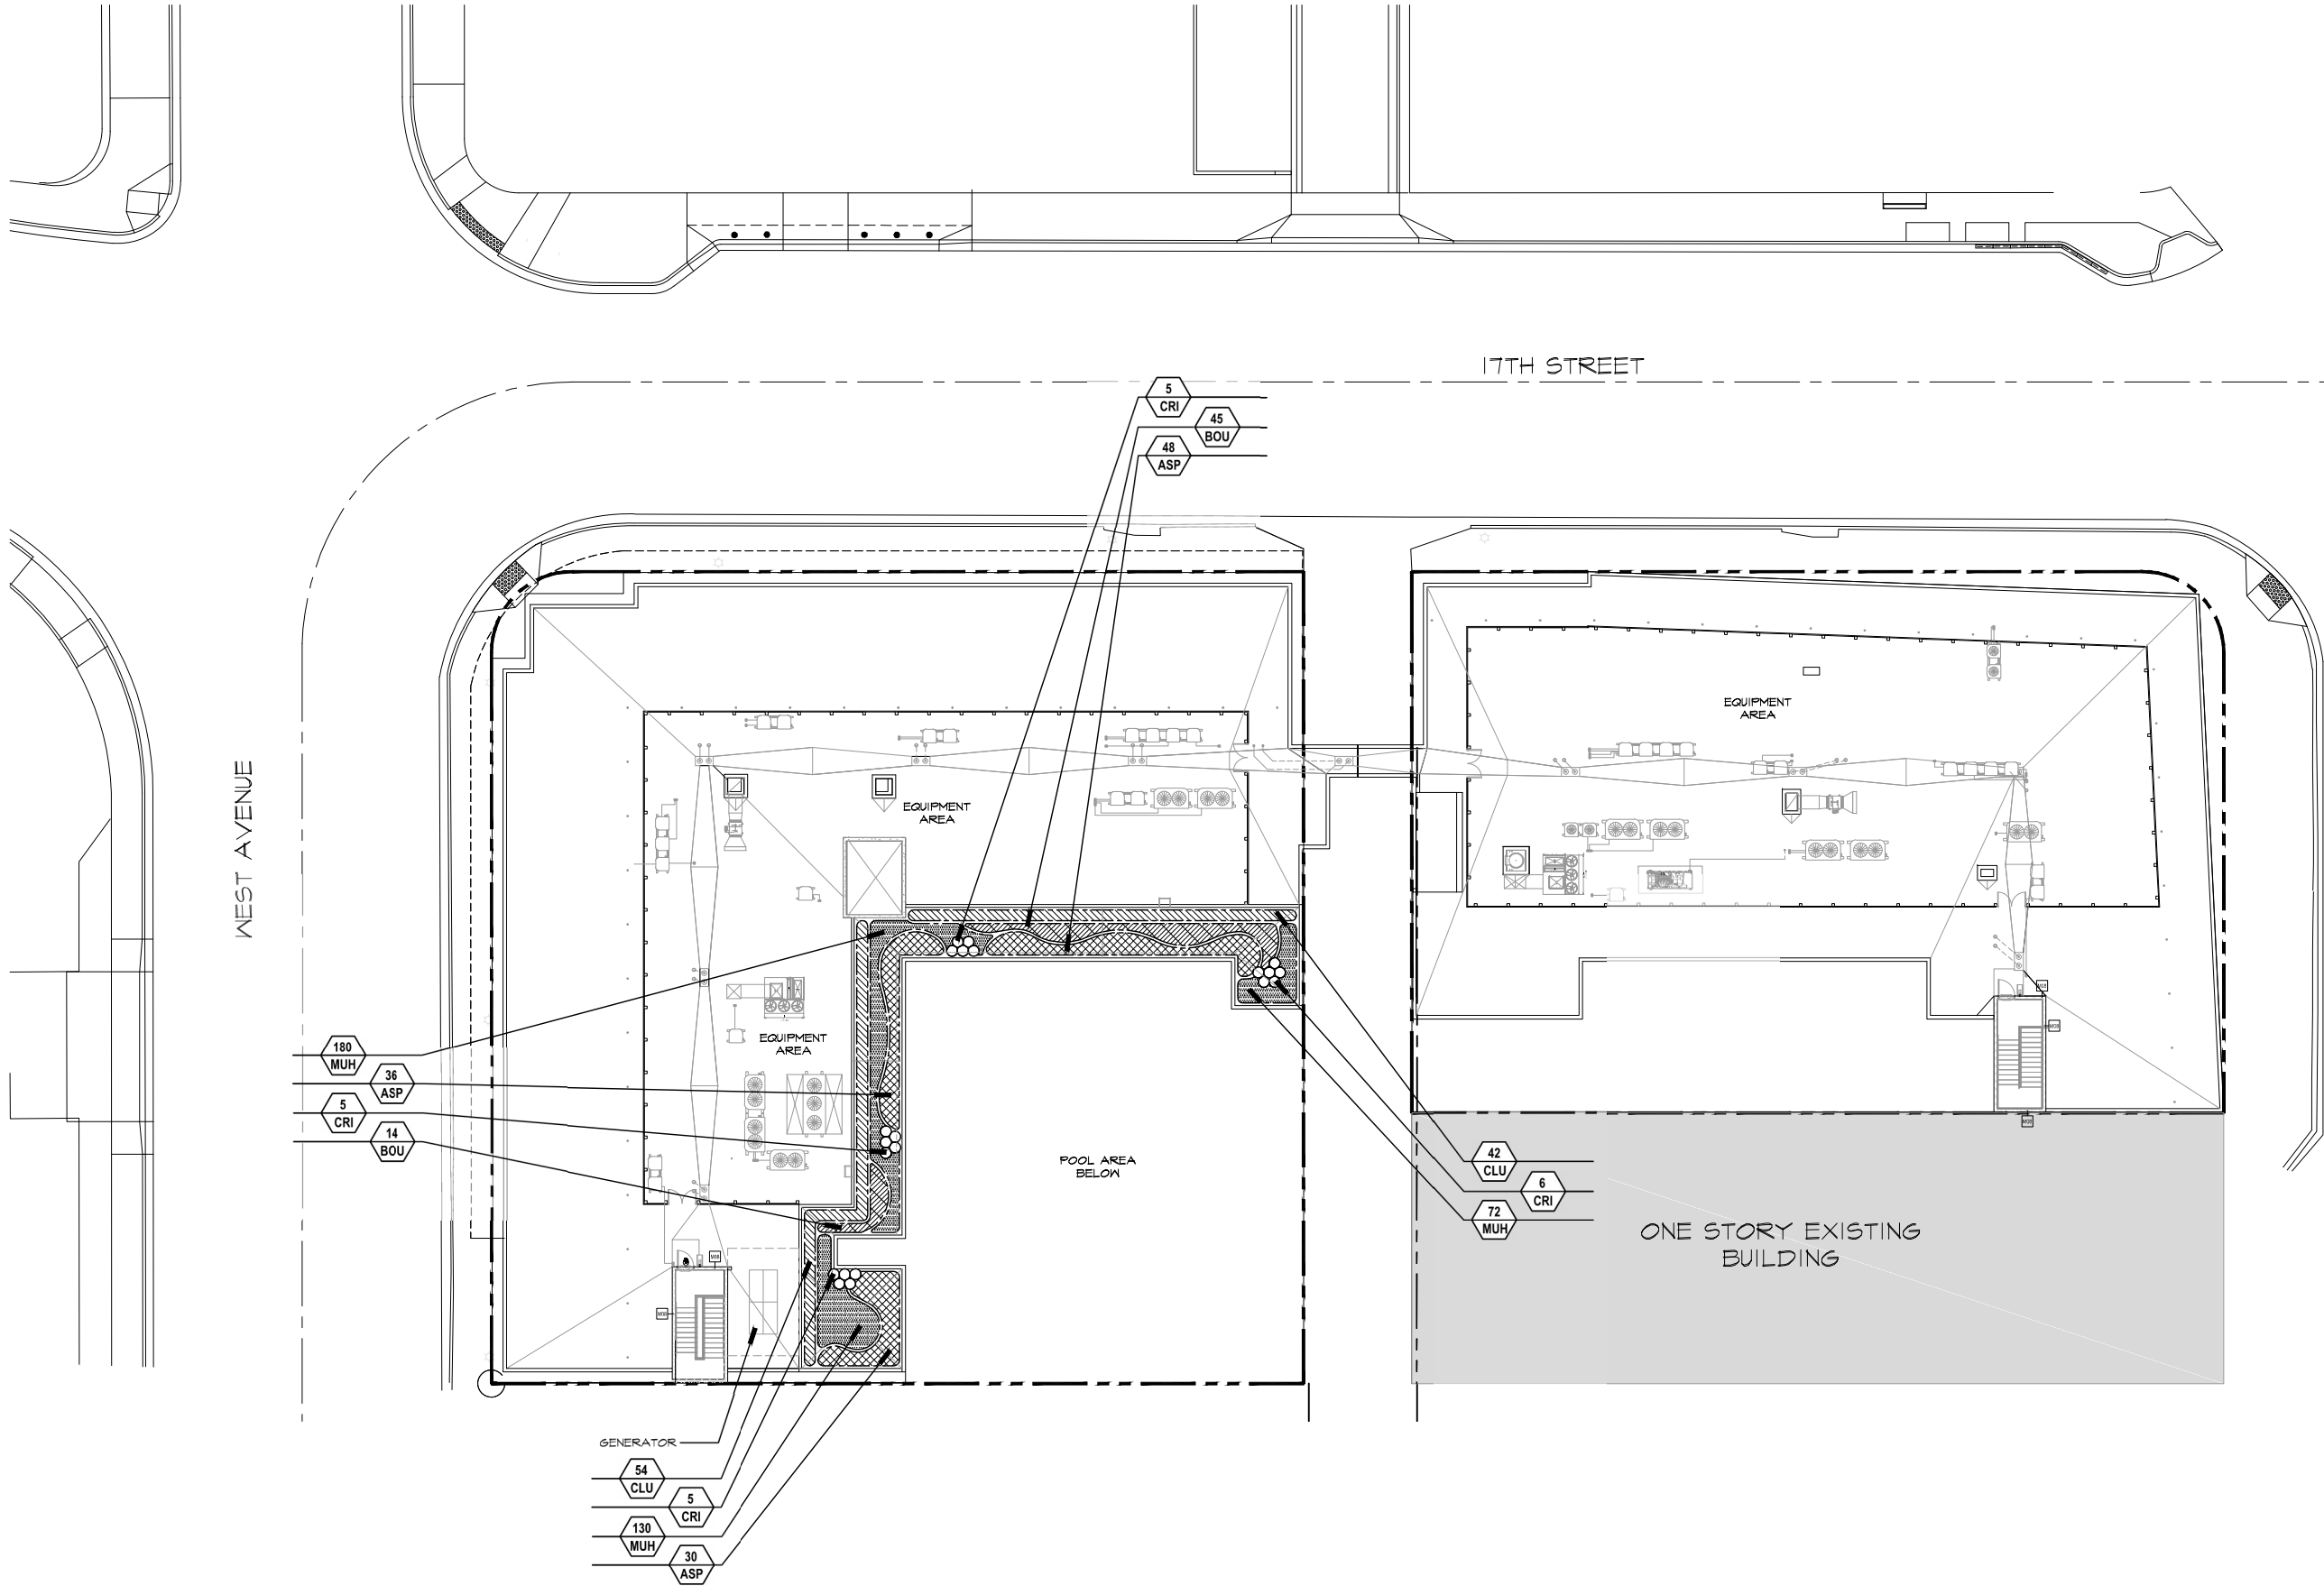 17TH STREET
5
CRI
45
BOU
48
ASP
EQUIPMENT
AREA
WEST AVENUE
EQUIPMENT
AREA
EQUIPMENT
AREA
180
MUH
36
ASP
5
CRI
14
BOU
POOL AREA
BELOW
42
CLU
6
CRI
72
MUH
ONE STORY EXISTING
BUILDING
GENERATOR
54
CLU
5
CRI
130
MUH
30
ASP